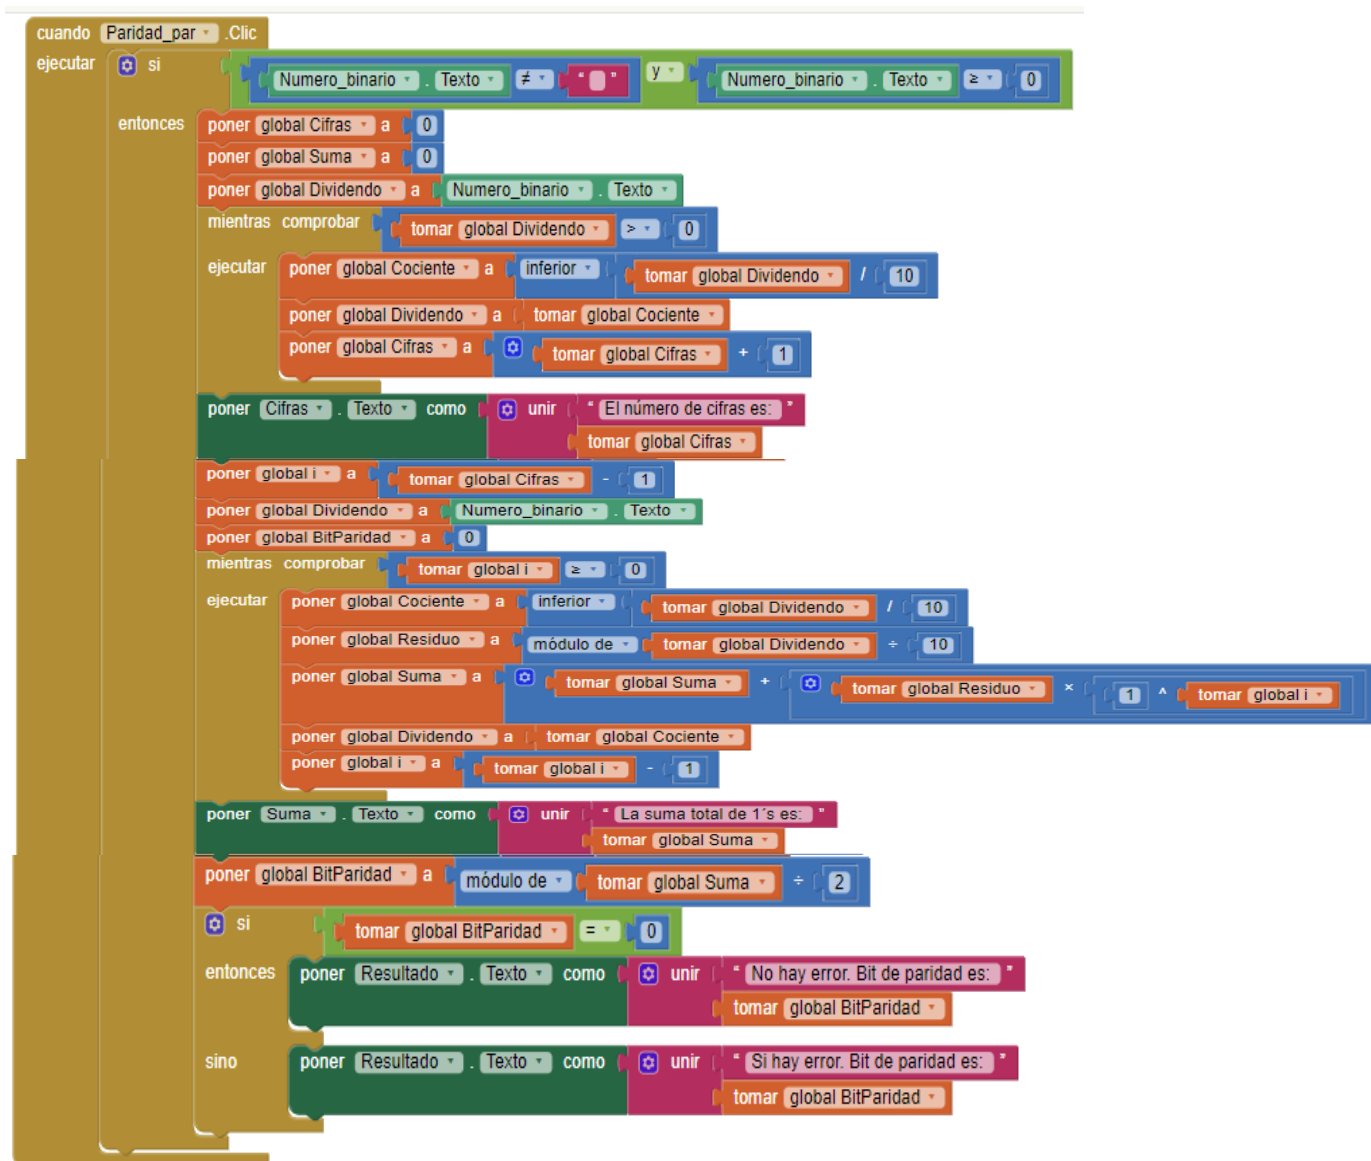 cuando Paridad_par .Clic
ejecutar si Numero_binario . Texto ≠ “ ” y Numero_binario . Texto ≥ 0
entonces poner global Cifras a 0
poner global Suma a 0
poner global Dividendo a Numero_binario . Texto
mientras comprobar tomar global Dividendo > 0
ejecutar poner global Cociente a inferior tomar global Dividendo / 10
poner global Dividendo a tomar global Cociente
poner global Cifras a tomar global Cifras + 1
poner Cifras . Texto como unir “ El número de cifras es: ”
tomar global Cifras
poner global i a tomar global Cifras - 1
poner global Dividendo a Numero_binario . Texto
poner global BitParidad a 0
mientras comprobar tomar global i ≥ 0
ejecutar poner global Cociente a inferior tomar global Dividendo / 10
poner global Residuo a módulo de tomar global Dividendo ÷ 10
poner global Suma a tomar global Suma + tomar global Residuo × 1 ^ tomar global i
poner global Dividendo a tomar global Cociente
poner global i a tomar global i - 1
poner Suma . Texto como unir “ La suma total de 1´s es: ”
tomar global Suma
poner global BitParidad a módulo de tomar global Suma ÷ 2
si tomar global BitParidad = 0
entonces poner Resultado . Texto como unir “ No hay error. Bit de paridad es: ”
tomar global BitParidad
sino poner Resultado . Texto como unir “ Si hay error. Bit de paridad es: ”
tomar global BitParidad